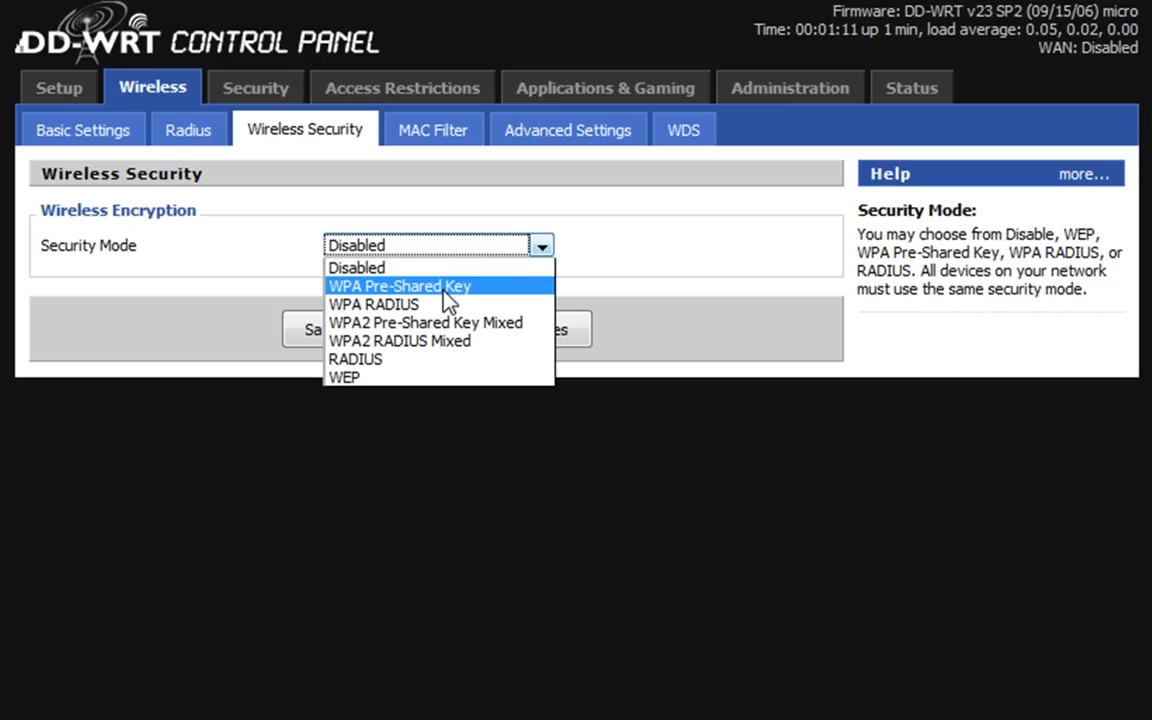 Firmware: DD-WRT v23 SP2 (09/15/06) micro
Time: 00:01:11 up 1 min, load average: 0.05, 0.02, 0.00
WAN: Disabled
DD-WRT CONTROL PANEL
Setup Wireless Security Access Restrictions Applications & Gaming Administration Status
Basic Settings Radius Wireless Security MAC Filter Advanced Settings WDS
Wireless Security
Wireless Encryption
Security Mode Disabled
Disabled
WPA Pre-Shared Key
WPA RADIUS
WPA2 Pre-Shared Key Mixed
WPA2 RADIUS Mixed
RADIUS
WEP
Help more...
Security Mode:
You may choose from Disable, WEP,
WPA Pre-Shared Key, WPA RADIUS, or
RADIUS. All devices on your network
must use the same security mode.